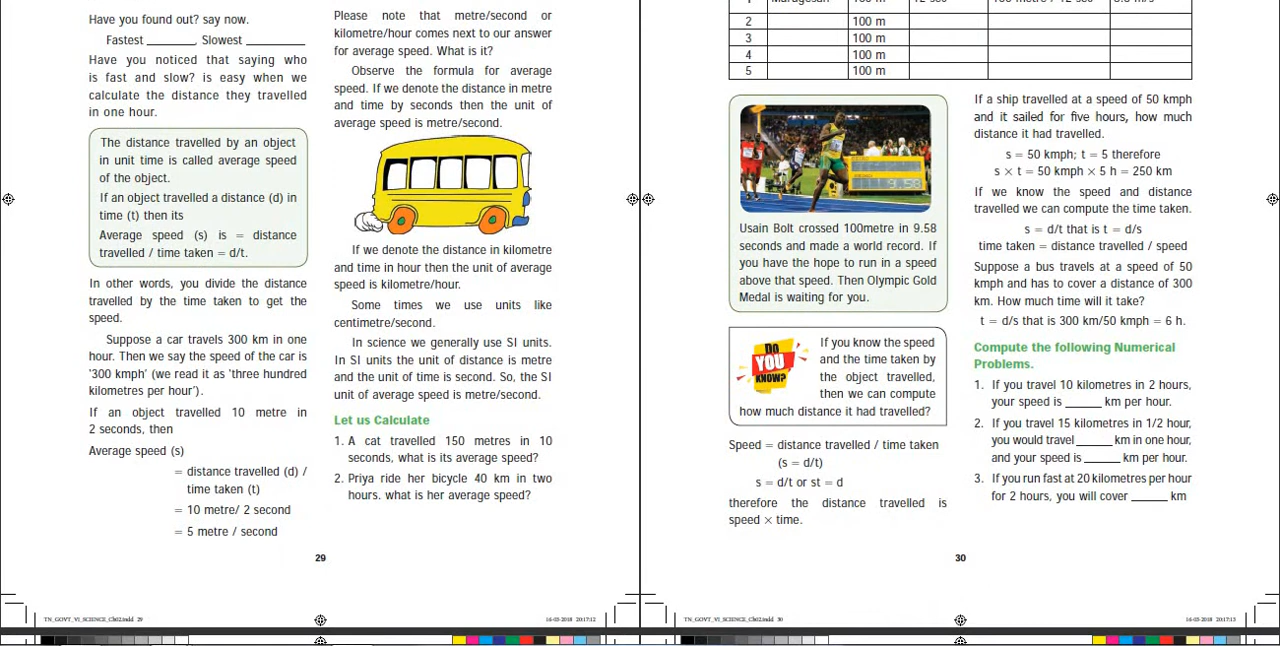 Have you found out? say now.
Fastest ________, Slowest ________
Have you noticed that saying who
is fast and slow? is easy when we
calculate the distance they travelled
in one hour.
The distance travelled by an object
in unit time is called average speed
of the object.
If an object travelled a distance (d) in
time (t) then its
Average speed (s) is = distance
travelled / time taken = d/t.
In other words, you divide the distance
travelled by the time taken to get the
speed.
Suppose a car travels 300 km in one
hour. Then we say the speed of the car is
'300 kmph' (we read it as 'three hundred
kilometres per hour').
If an object travelled 10 metre in
2 seconds, then
Average speed (s)
= distance travelled (d) /
time taken (t)
= 10 metre/ 2 second
= 5 metre / second
Please note that metre/second or
kilometre/hour comes next to our answer
for average speed. What is it?
Observe the formula for average
speed. If we denote the distance in metre
and time by seconds then the unit of
average speed is metre/second.
If we denote the distance in kilometre
and time in hour then the unit of average
speed is kilometre/hour.
Some times we use units like
centimetre/second.
In science we generally use SI units.
In SI units the unit of distance is metre
and the unit of time is second. So, the SI
unit of average speed is metre/second.
Let us Calculate
1. A cat travelled 150 metres in 10
seconds, what is its average speed?
2. Priya ride her bicycle 40 km in two
hours. what is her average speed?
29
TN_GOVT_VI_SCIENCE_Ch02.indd 29
16-05-2018 20:17:12
2 100 m
3 100 m
4 100 m
5 100 m
9.58
Usain Bolt crossed 100metre in 9.58
seconds and made a world record. If
you have the hope to run in a speed
above that speed. Then Olympic Gold
Medal is waiting for you.
DO
YOU
KNOW?
If you know the speed
and the time taken by
the object travelled,
then we can compute
how much distance it had travelled?
Speed = distance travelled / time taken
(s = d/t)
s = d/t or st = d
therefore the distance travelled is
speed × time.
If a ship travelled at a speed of 50 kmph
and it sailed for five hours, how much
distance it had travelled.
s = 50 kmph; t = 5 therefore
s × t = 50 kmph × 5 h = 250 km
If we know the speed and distance
travelled we can compute the time taken.
s = d/t that is t = d/s
time taken = distance travelled / speed
Suppose a bus travels at a speed of 50
kmph and has to cover a distance of 300
km. How much time will it take?
t = d/s that is 300 km/50 kmph = 6 h.
Compute the following Numerical
Problems.
1. If you travel 10 kilometres in 2 hours,
your speed is ______ km per hour.
2. If you travel 15 kilometres in 1/2 hour,
you would travel ______ km in one hour,
and your speed is ______ km per hour.
3. If you run fast at 20 kilometres per hour
for 2 hours, you will cover ______ km
30
TN_GOVT_VI_SCIENCE_Ch02.indd 30
16-05-2018 20:17:13